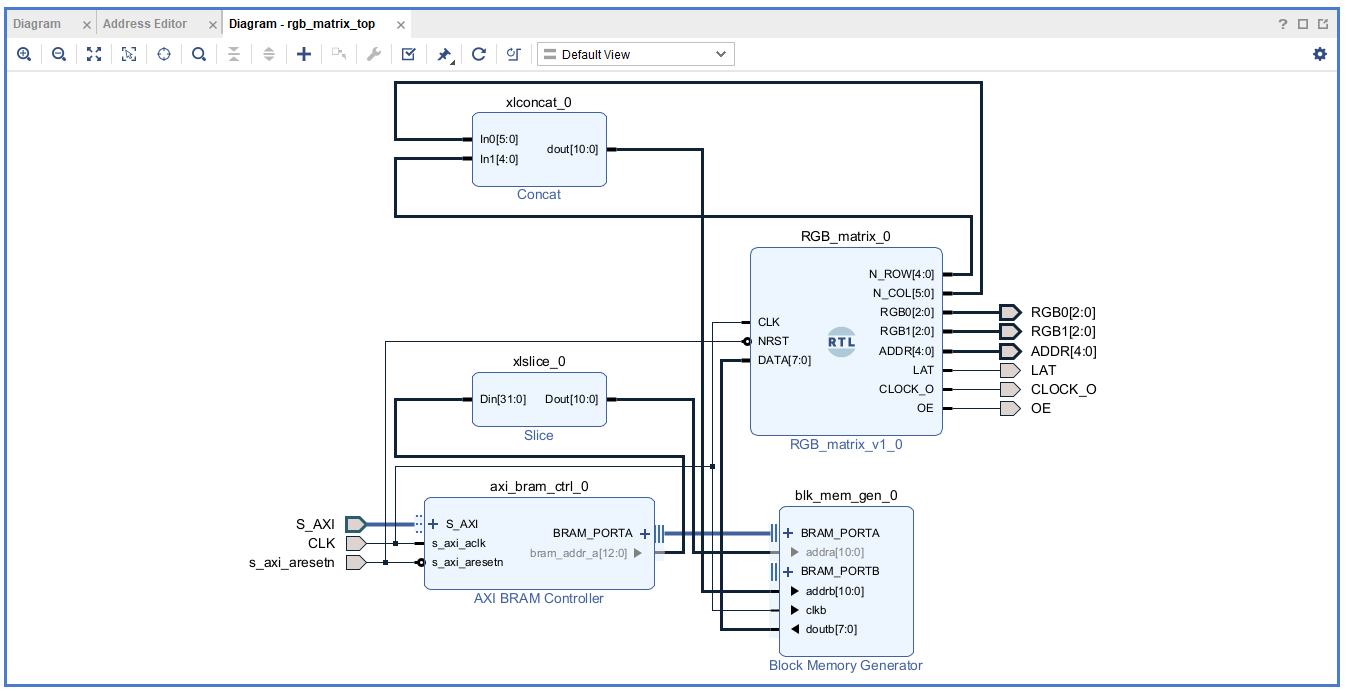 Diagram × Address Editor × Diagram - rgb_matrix_top ×
Default View
xlconcat_0
In0[5:0]
In1[4:0]
dout[10:0]
Concat
RGB_matrix_0
N_ROW[4:0]
N_COL[5:0]
RGB0[2:0]
RGB1[2:0]
ADDR[4:0]
LAT
CLOCK_O
OE
CLK
NRST
DATA[7:0]
RTL
RGB_matrix_v1_0
RGB0[2:0]
RGB1[2:0]
ADDR[4:0]
LAT
CLOCK_O
OE
xlslice_0
Din[31:0] Dout[10:0]
Slice
axi_bram_ctrl_0
S_AXI
CLK
s_axi_aresetn
S_AXI
s_axi_aclk
s_axi_aresetn
BRAM_PORTA
bram_addr_a[12:0]
AXI BRAM Controller
blk_mem_gen_0
BRAM_PORTA
addra[10:0]
BRAM_PORTB
addrb[10:0]
clkb
doutb[7:0]
Block Memory Generator